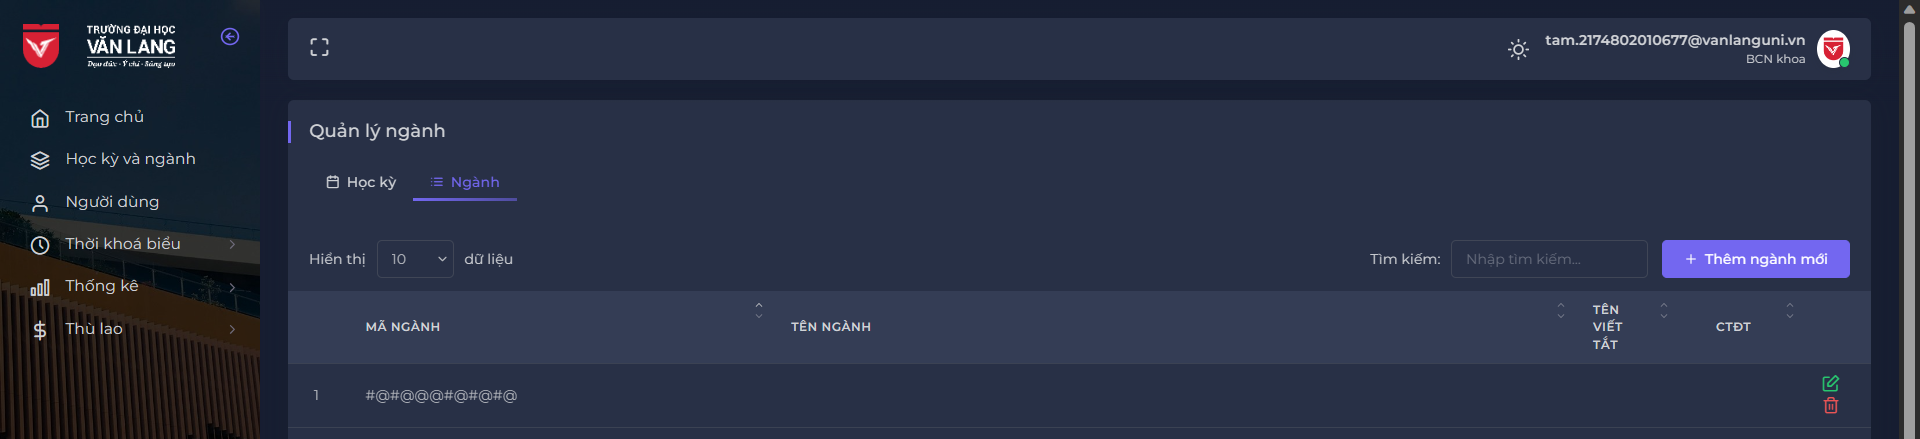 TRƯỜNG ĐẠI HỌC
VĂN LANG
Đạo đức - Ý chí - Sáng tạo
tam.2174802010677@vanlanguni.vn
BCN khoa
Trang chủ
Học kỳ và ngành
Người dùng
Thời khoá biểu
Thống kê
Thù lao
Quản lý ngành
Học kỳ
Ngành
Hiển thị 10 dữ liệu
Tìm kiếm: Nhập tìm kiếm...
+ Thêm ngành mới
MÃ NGÀNH
TÊN NGÀNH
TÊN
VIẾT
TẮT
CTĐT
1 #@#@@@#@#@#@